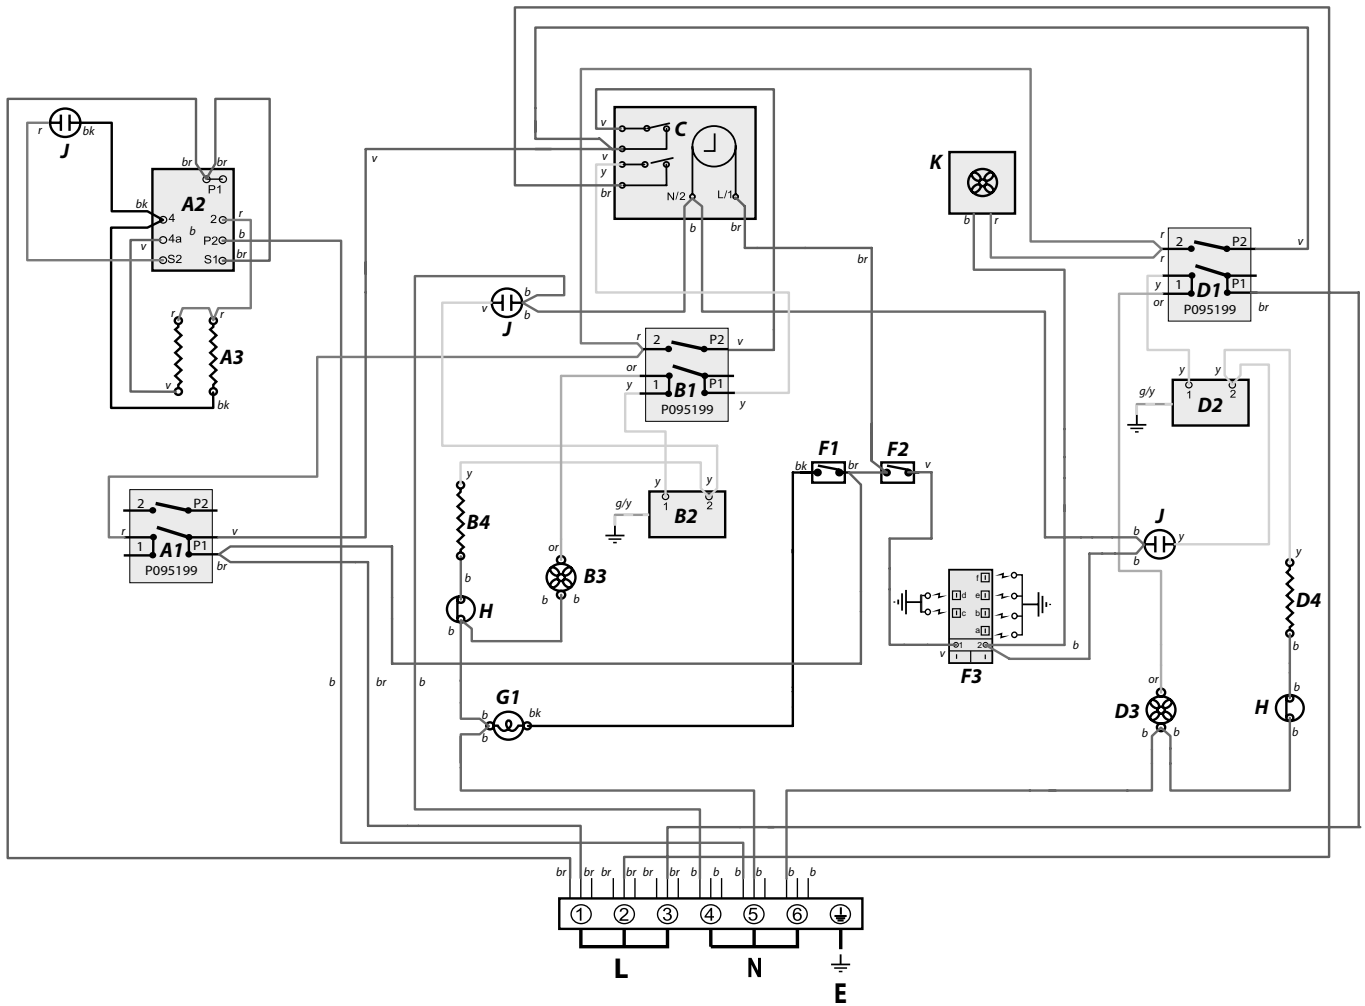 r
J
bk
br
br
P1
A2
bk
4
2
r
b
4a
P2
b
v
S2
S1
br
r
r
A3
v
bk
v
v
C
v
y
br
N/2
L/1
b
br
br
K
b
r
r
2
P2
v
r
y
1
D1
P1
or
P095199
br
b
v
J
b
r
2
P2
v
or
1
B1
P1
y
P095199
y
y
y
g/y
1
2
D2
F1
F2
bk
br
v
y
B4
y
y
g/y
1
2
B2
2
P2
r
v
1
A1
P1
br
P095199
or
B3
b
b
b
H
b
b
J
y
b
f
d
e
c
b
a
1
2
v
b
F3
y
D4
b
b
H
b
or
D3
b
b
b
br
b
G1
b
bk
b
br
br
br
br
br
br
b
b
b
b
b
b
1
2
3
4
5
6
L
N
E